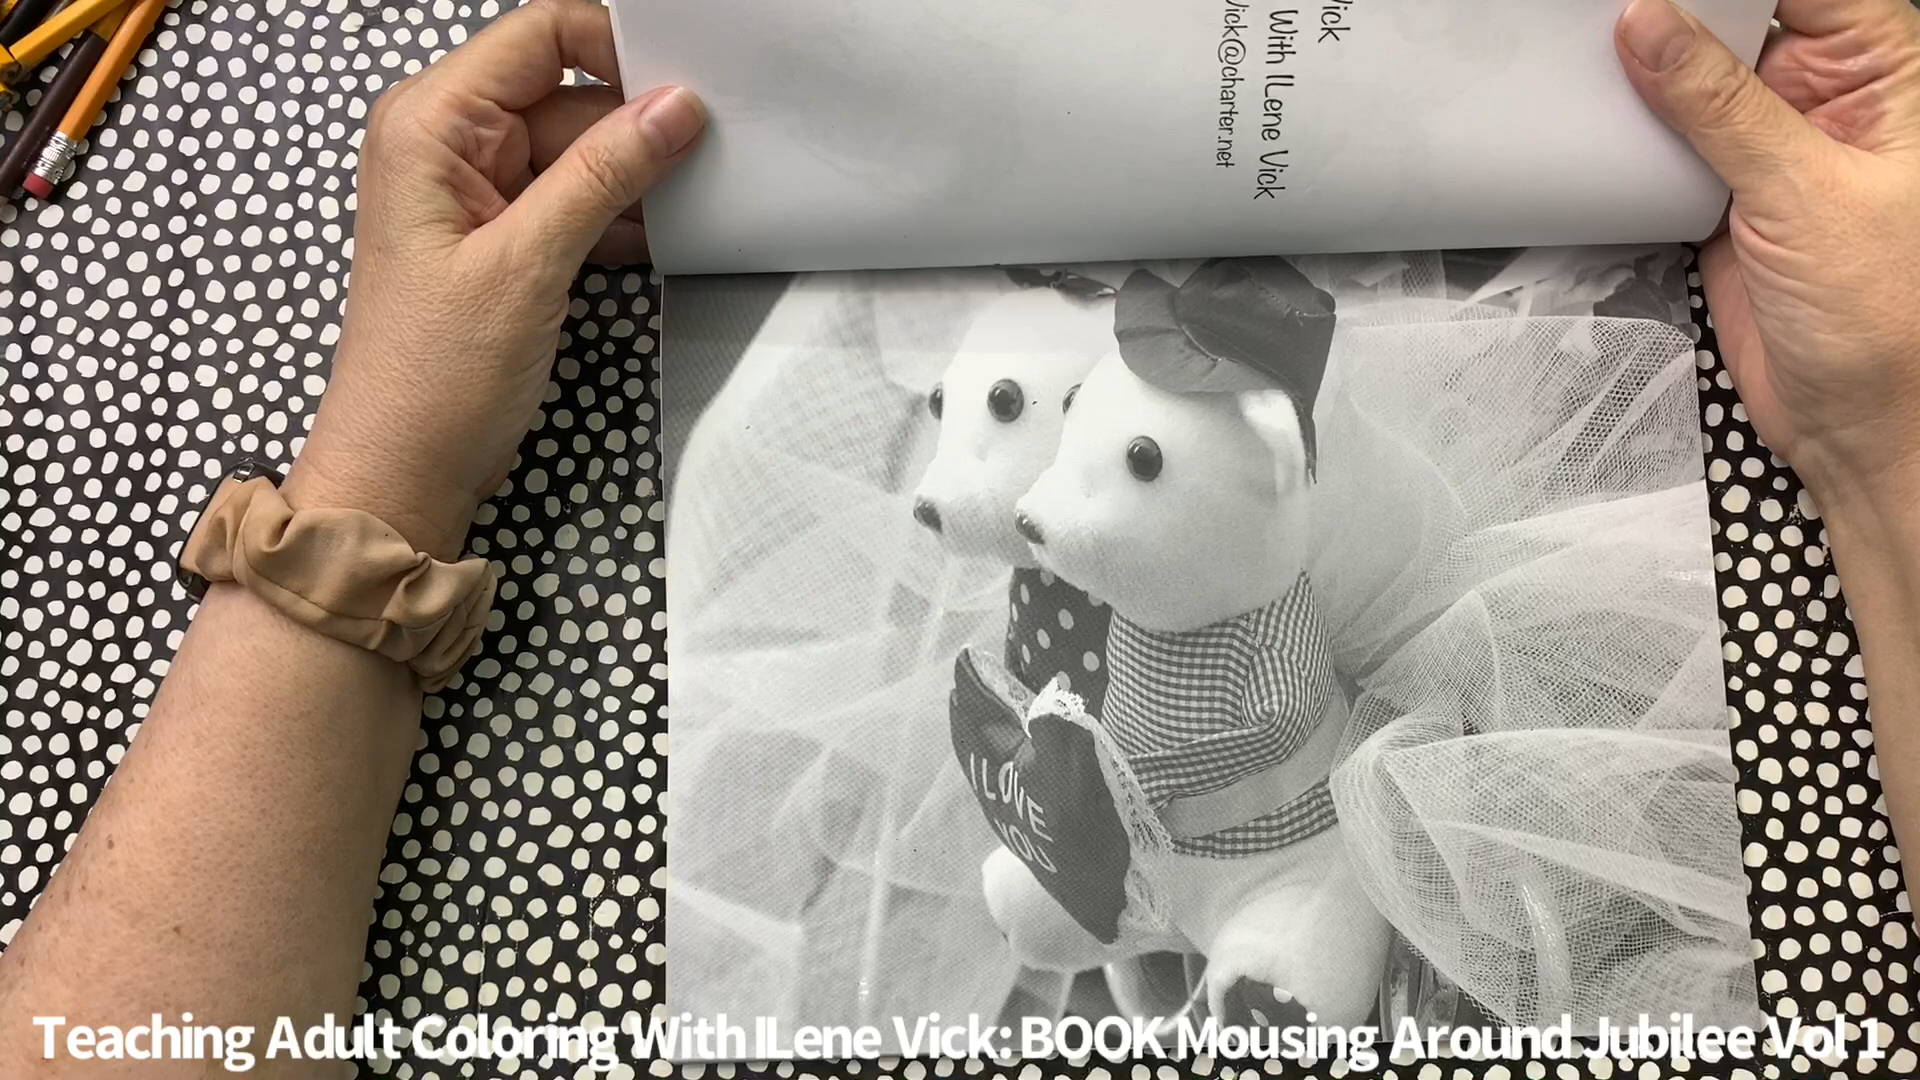 With ILene Vick
Vick@charter.net
I LOVE
YOU
Teaching Adult Coloring With ILene Vick: BOOK Mousing Around Jubilee Vol 1